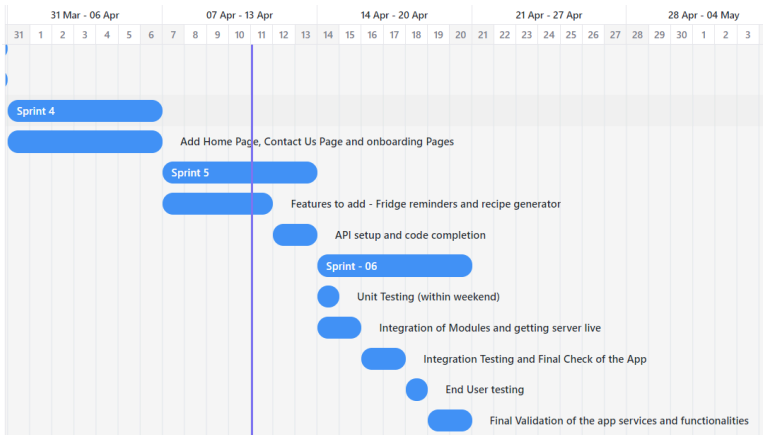 31 Mar - 06 Apr 07 Apr - 13 Apr 14 Apr - 20 Apr 21 Apr - 27 Apr 28 Apr - 04 May
31 1 2 3 4 5 6 7 8 9 10 11 12 13 14 15 16 17 18 19 20 21 22 23 24 25 26 27 28 29 30 1 2 3
Sprint 4
Add Home Page, Contact Us Page and onboarding Pages
Sprint 5
Features to add - Fridge reminders and recipe generator
API setup and code completion
Sprint - 06
Unit Testing (within weekend)
Integration of Modules and getting server live
Integration Testing and Final Check of the App
End User testing
Final Validation of the app services and functionalities